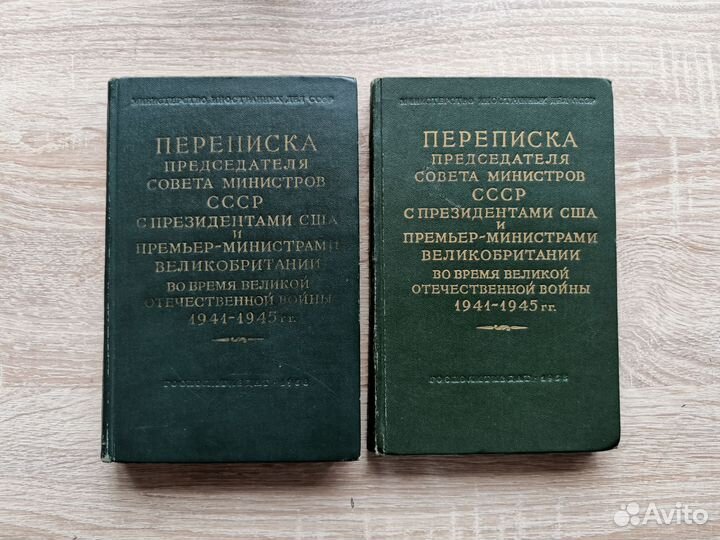 МИНИСТЕРСТВО ИНОСТРАННЫХ ДЕЛ СССР
ПЕРЕПИСКА
ПРЕДСЕДАТЕЛЯ
СОВЕТА МИНИСТРОВ
СССР
С ПРЕЗИДЕНТАМИ США
И
ПРЕМЬЕР-МИНИСТРАМИ
ВЕЛИКОБРИТАНИИ
ВО ВРЕМЯ ВЕЛИКОЙ
ОТЕЧЕСТВЕННОЙ ВОЙНЫ
1941-1945 гг.
ГОСПОЛИТИЗДАТ · 1958
МИНИСТЕРСТВО ИНОСТРАННЫХ ДЕЛ СССР
ПЕРЕПИСКА
ПРЕДСЕДАТЕЛЯ
СОВЕТА МИНИСТРОВ
СССР
С ПРЕЗИДЕНТАМИ США
И
ПРЕМЬЕР-МИНИСТРАМИ
ВЕЛИКОБРИТАНИИ
ВО ВРЕМЯ ВЕЛИКОЙ
ОТЕЧЕСТВЕННОЙ ВОЙНЫ
1941-1945 гг.
ГОСПОЛИТИЗДАТ · 1958
Avito